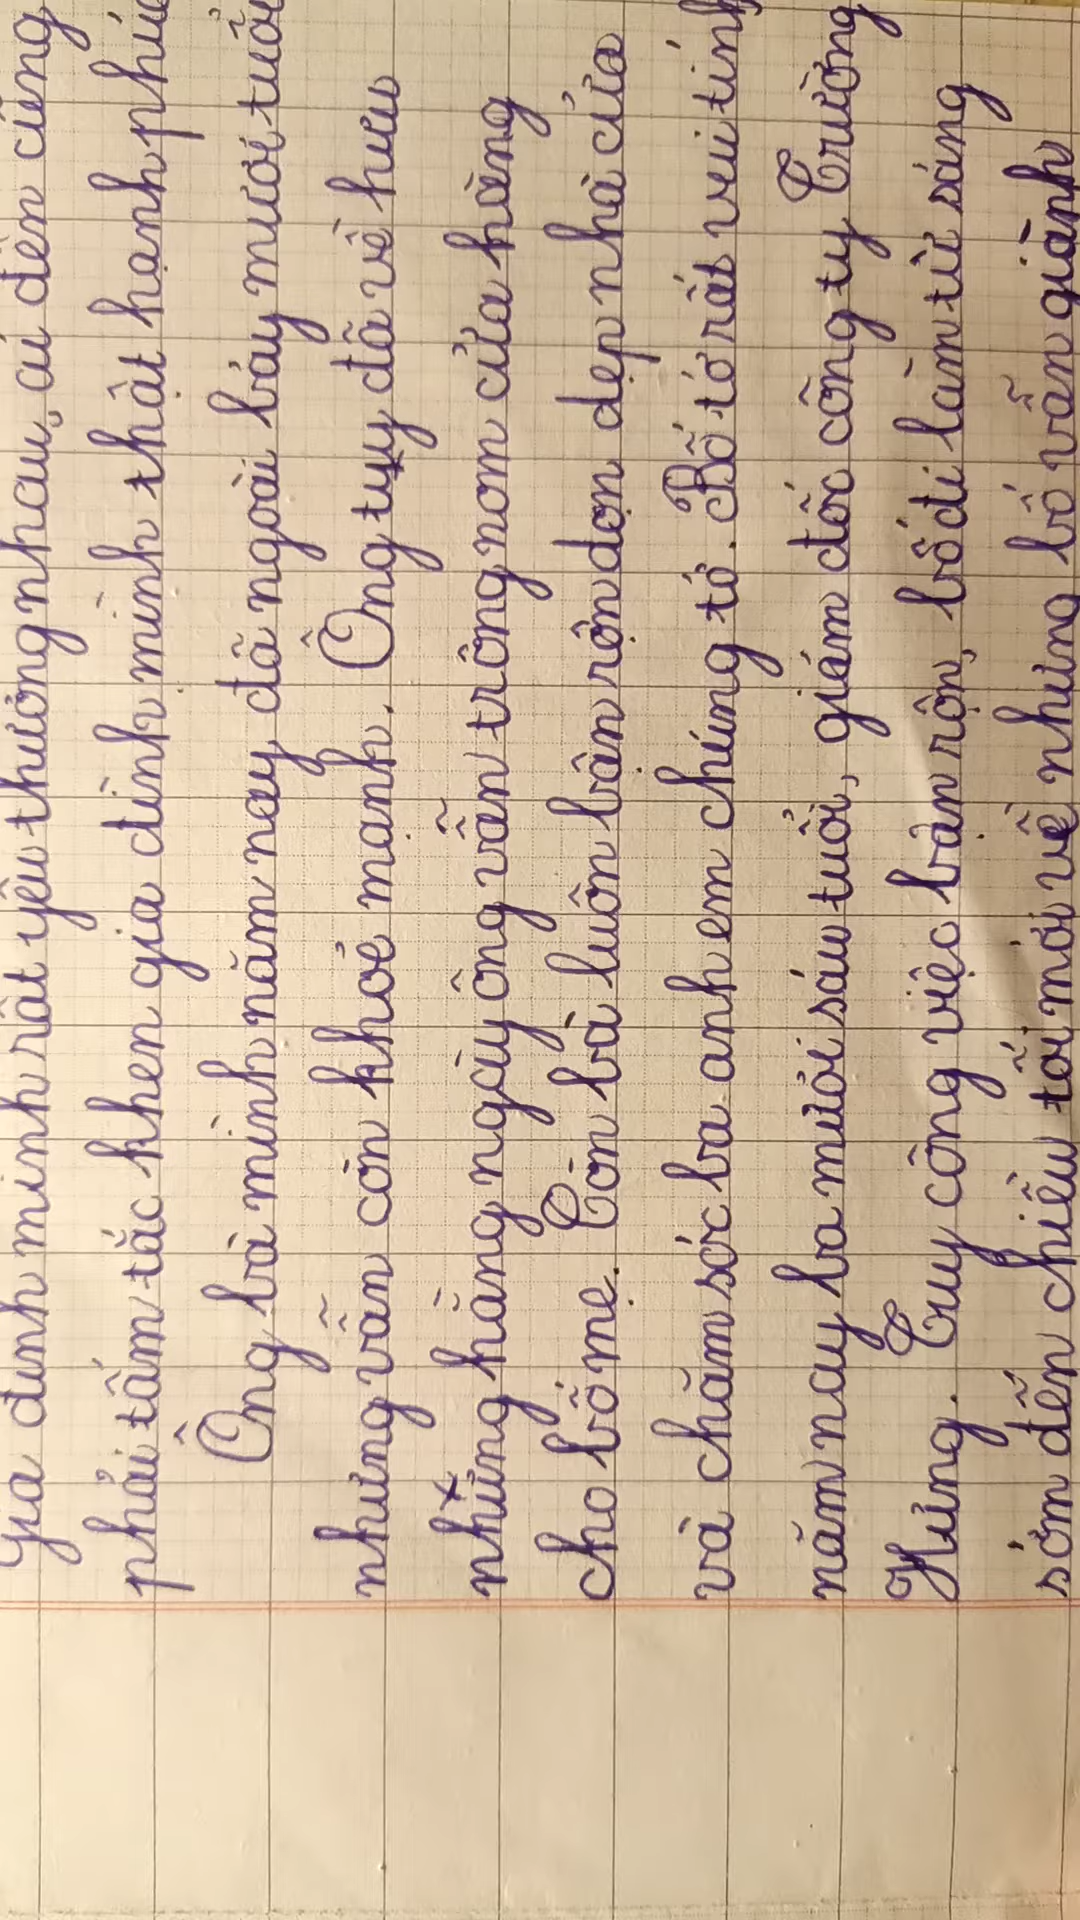 gia đình mình rất yêu thương nhau, ai đến cũng
phải tấm tắc khen gia đình mình thật hạnh phúc
Ông bà mình năm nay đã ngoài bảy mươi tuổi
nhưng vẫn còn khỏe mạnh. Ông tuy đã về hưu
nhưng hằng ngày ông vẫn trông nom cửa hàng
cho bố mẹ. Còn bà luôn bận rộn dọn dẹp nhà cửa
và chăm sóc ba anh em chúng tớ. Bố tớ rất vui tính
năm nay ba mươi sáu tuổi, giám đốc công ty Trường
Hưng. Tuy công việc bận rộn, bố đi làm từ sáng
sớm đến chiều tối mới về nhưng bố vẫn giành